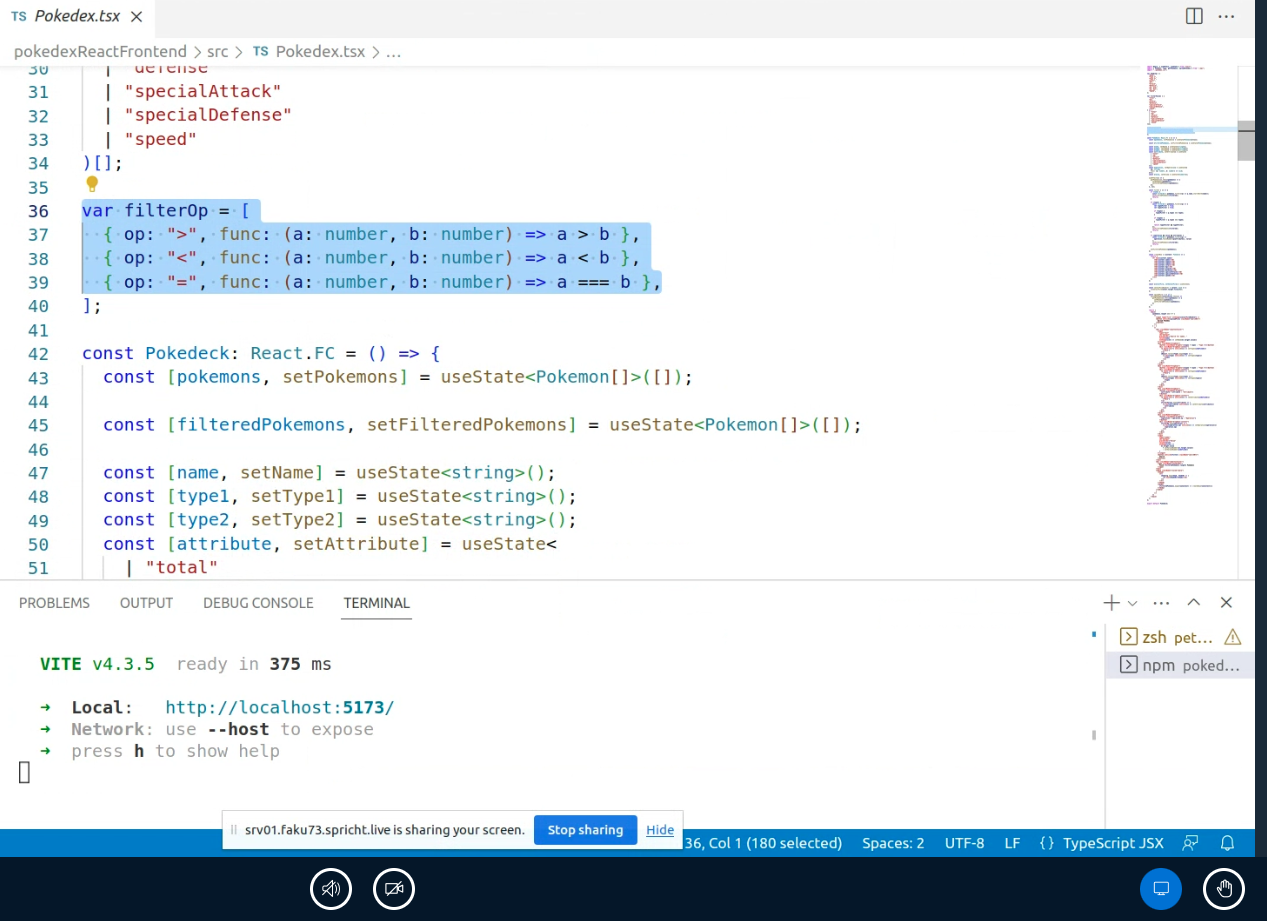 TS Pokedex.tsx
pokedexReactFrontend > src > TS Pokedex.tsx > ...
30 | "defense"
31 | "specialAttack"
32 | "specialDefense"
33 | "speed"
34 )[];
35
36 var filterOp = [
37 { op: ">", func: (a: number, b: number) => a > b },
38 { op: "<", func: (a: number, b: number) => a < b },
39 { op: "=", func: (a: number, b: number) => a === b },
40 ];
41
42 const Pokedeck: React.FC = () => {
43 const [pokemons, setPokemons] = useState<Pokemon[]>([]);
44
45 const [filteredPokemons, setFilteredPokemons] = useState<Pokemon[]>([]);
46
47 const [name, setName] = useState<string>();
48 const [type1, setType1] = useState<string>();
49 const [type2, setType2] = useState<string>();
50 const [attribute, setAttribute] = useState<
51 | "total"
PROBLEMS OUTPUT DEBUG CONSOLE TERMINAL
zsh pet...
npm poked...
VITE v4.3.5 ready in 375 ms
➜ Local: http://localhost:5173/
➜ Network: use --host to expose
➜ press h to show help
srv01.faku73.spricht.live is sharing your screen. Stop sharing Hide
36, Col 1 (180 selected) Spaces: 2 UTF-8 LF {} TypeScript JSX